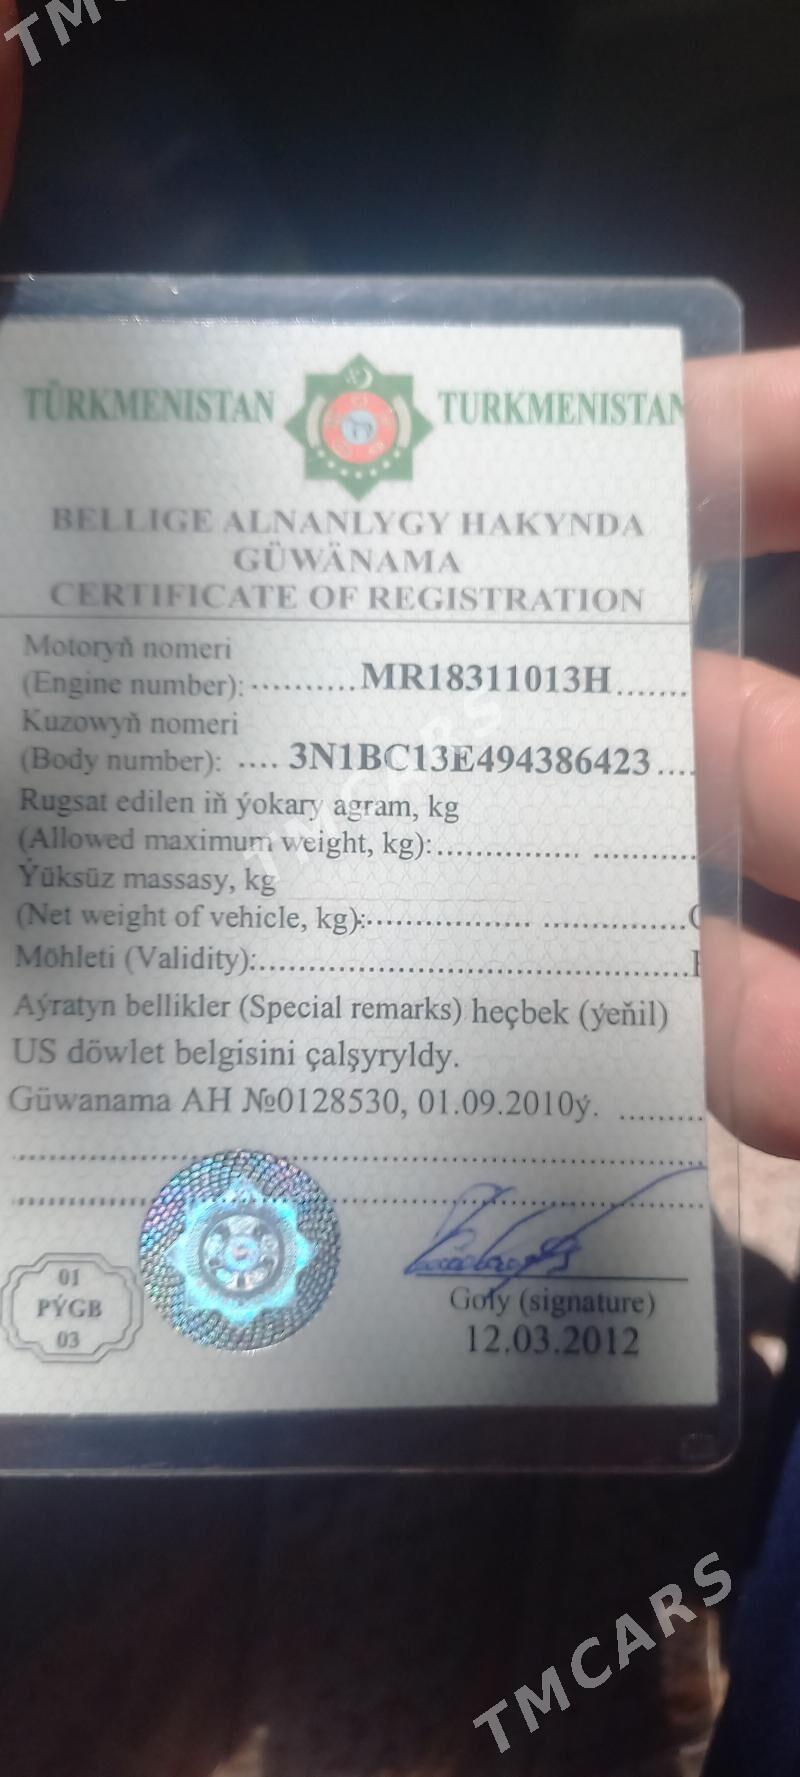 TMCARS
TÜRKMENISTAN TURKMENISTAN
BELLIGE ALNANLYGY HAKYNDA
GÜWÄNAMA
CERTIFICATE OF REGISTRATION
Motoryň nomeri
(Engine number):..........MR18311013H.......
Kuzowyň nomeri
(Body number): ....3N1BC13E494386423....
Rugsat edilen iň ýokary agram, kg
(Allowed maximum weight, kg):............... ...........
Ýüksüz massasy, kg
(Net weight of vehicle, kg):................. ...............
Möhleti (Validity):.............................................
Aýratyn bellikler (Special remarks) heçbek (ýeňil)
US döwlet belgisini çalşyryldy.
Güwanama AH №0128530, 01.09.2010ý. .........
TMCARS
01
PÝGB
03
Goly (signature)
12.03.2012
TMCARS